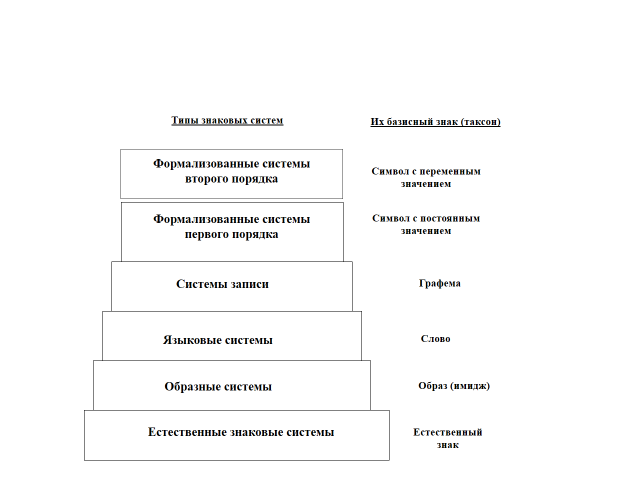 Типы знаковых систем
Их базисный знак (таксон)
Формализованные системы
второго порядка
Символ с переменным
значением
Формализованные системы
первого порядка
Символ с постоянным
значением
Системы записи
Графема
Языковые системы
Слово
Образные системы
Образ (имидж)
Естественные знаковые системы
Естественный
знак